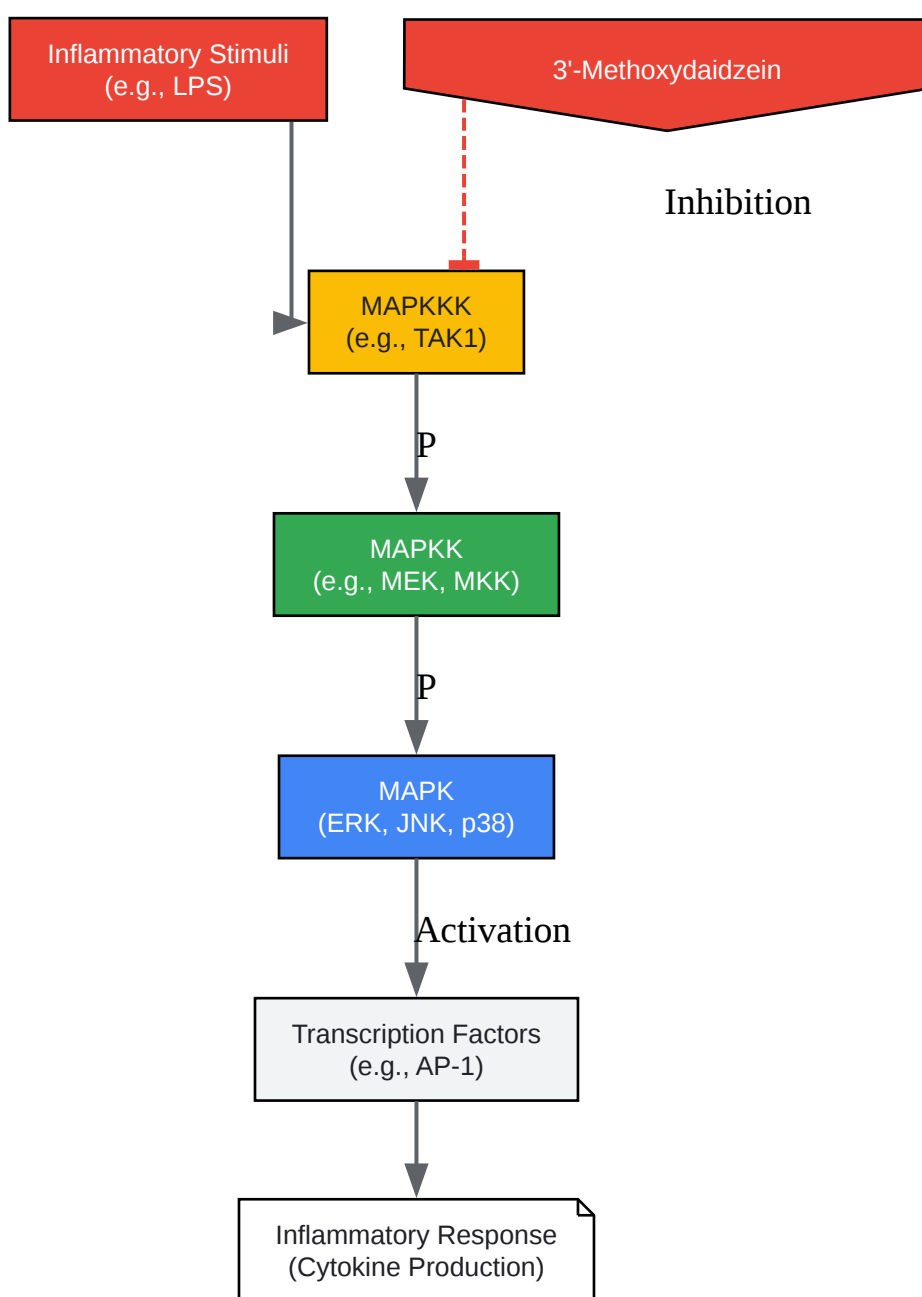 Inflammatory Stimuli
(e.g., LPS)
3'-Methoxydaidzein
Inhibition
MAPKKK
(e.g., TAK1)
P
MAPKK
(e.g., MEK, MKK)
P
MAPK
(ERK, JNK, p38)
Activation
Transcription Factors
(e.g., AP-1)
Inflammatory Response
(Cytokine Production)